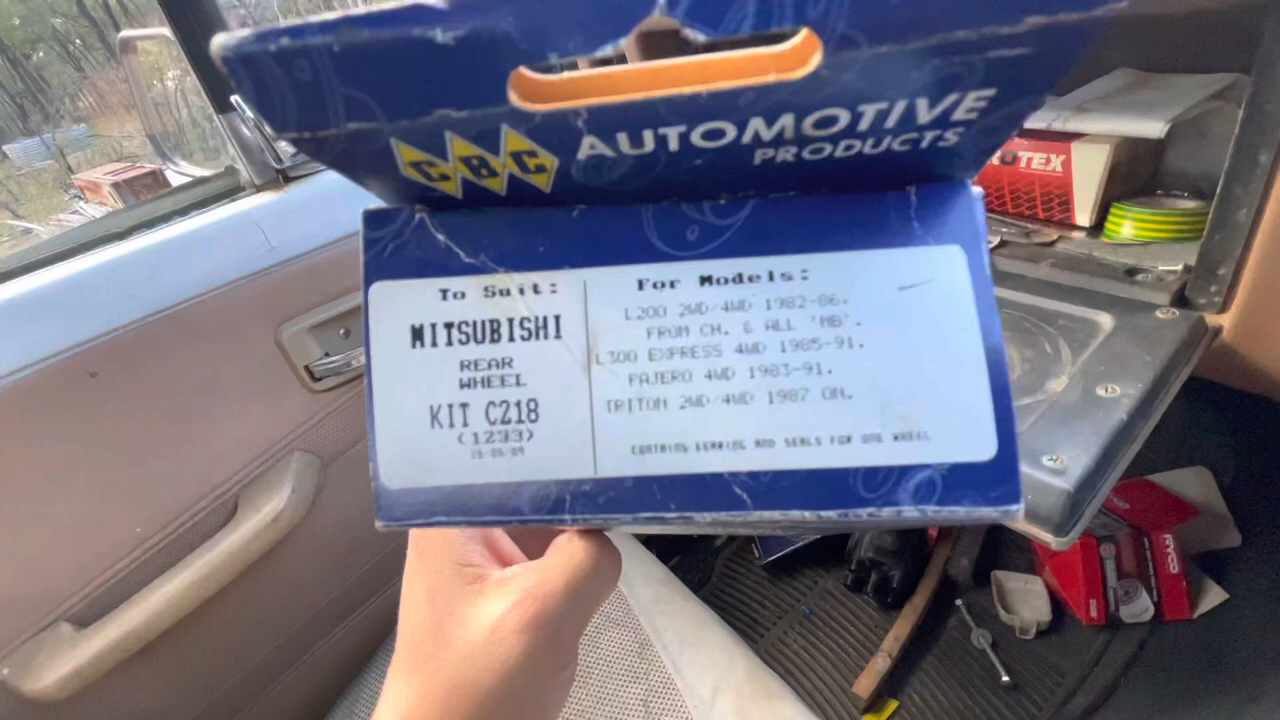 CBC AUTOMOTIVE
PRODUCTS
To Suit:
MITSUBISHI
REAR
WHEEL
KIT C218
(1233)
For Models:
L200 2WD/4WD 1982-86.
FROM CH. & ALL 'MB'.
L300 EXPRESS 4WD 1985-91.
PAJERO 4WD 1983-91.
TRITON 2WD/4WD 1987 ON.
CONTAINS BEARING AND SEALS FOR ONE WHEEL
RYCO